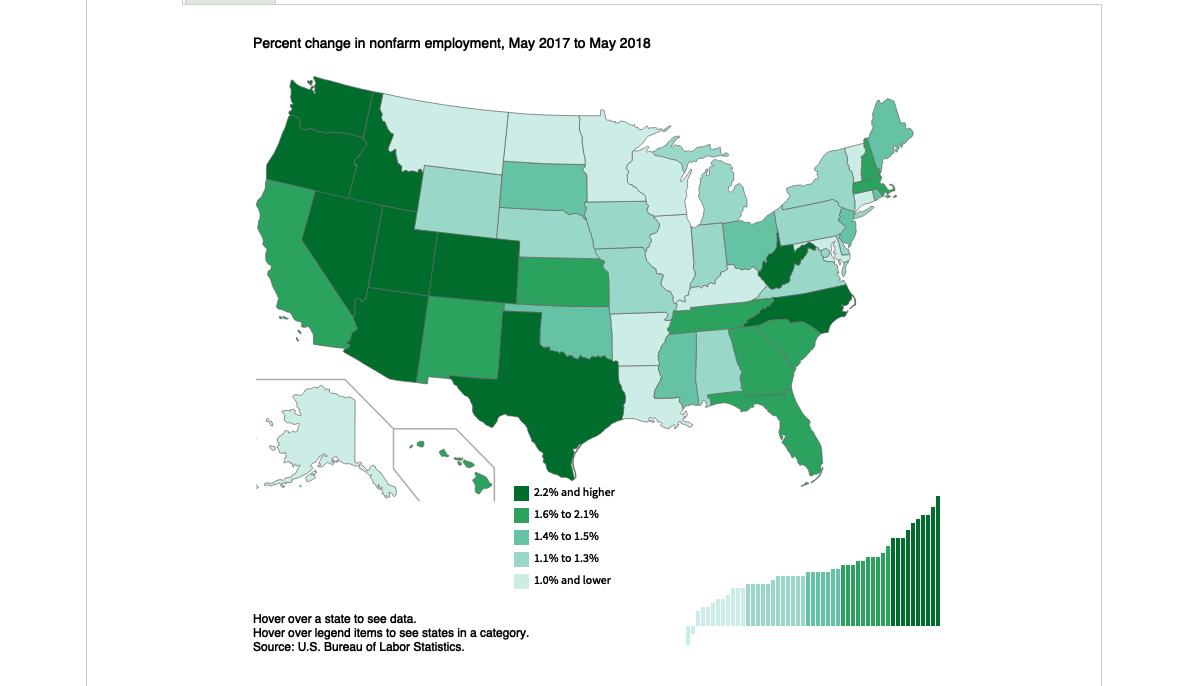 Percent change in nonfarm employment, May 2017 to May 2018
2.2% and higher
1.6% to 2.1%
1.4% to 1.5%
1.1% to 1.3%
1.0% and lower
Hover over a state to see data.
Hover over legend items to see states in a category.
Source: U.S. Bureau of Labor Statistics.